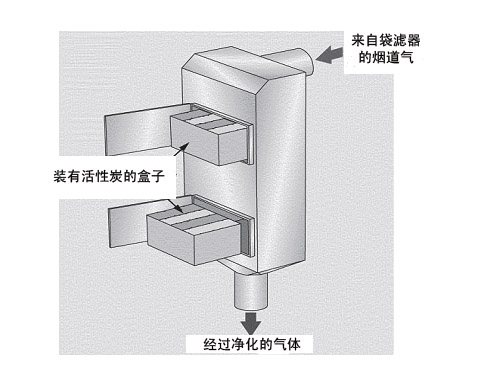 来自袋滤器
的烟道气
装有活性炭的盒子
经过净化的气体